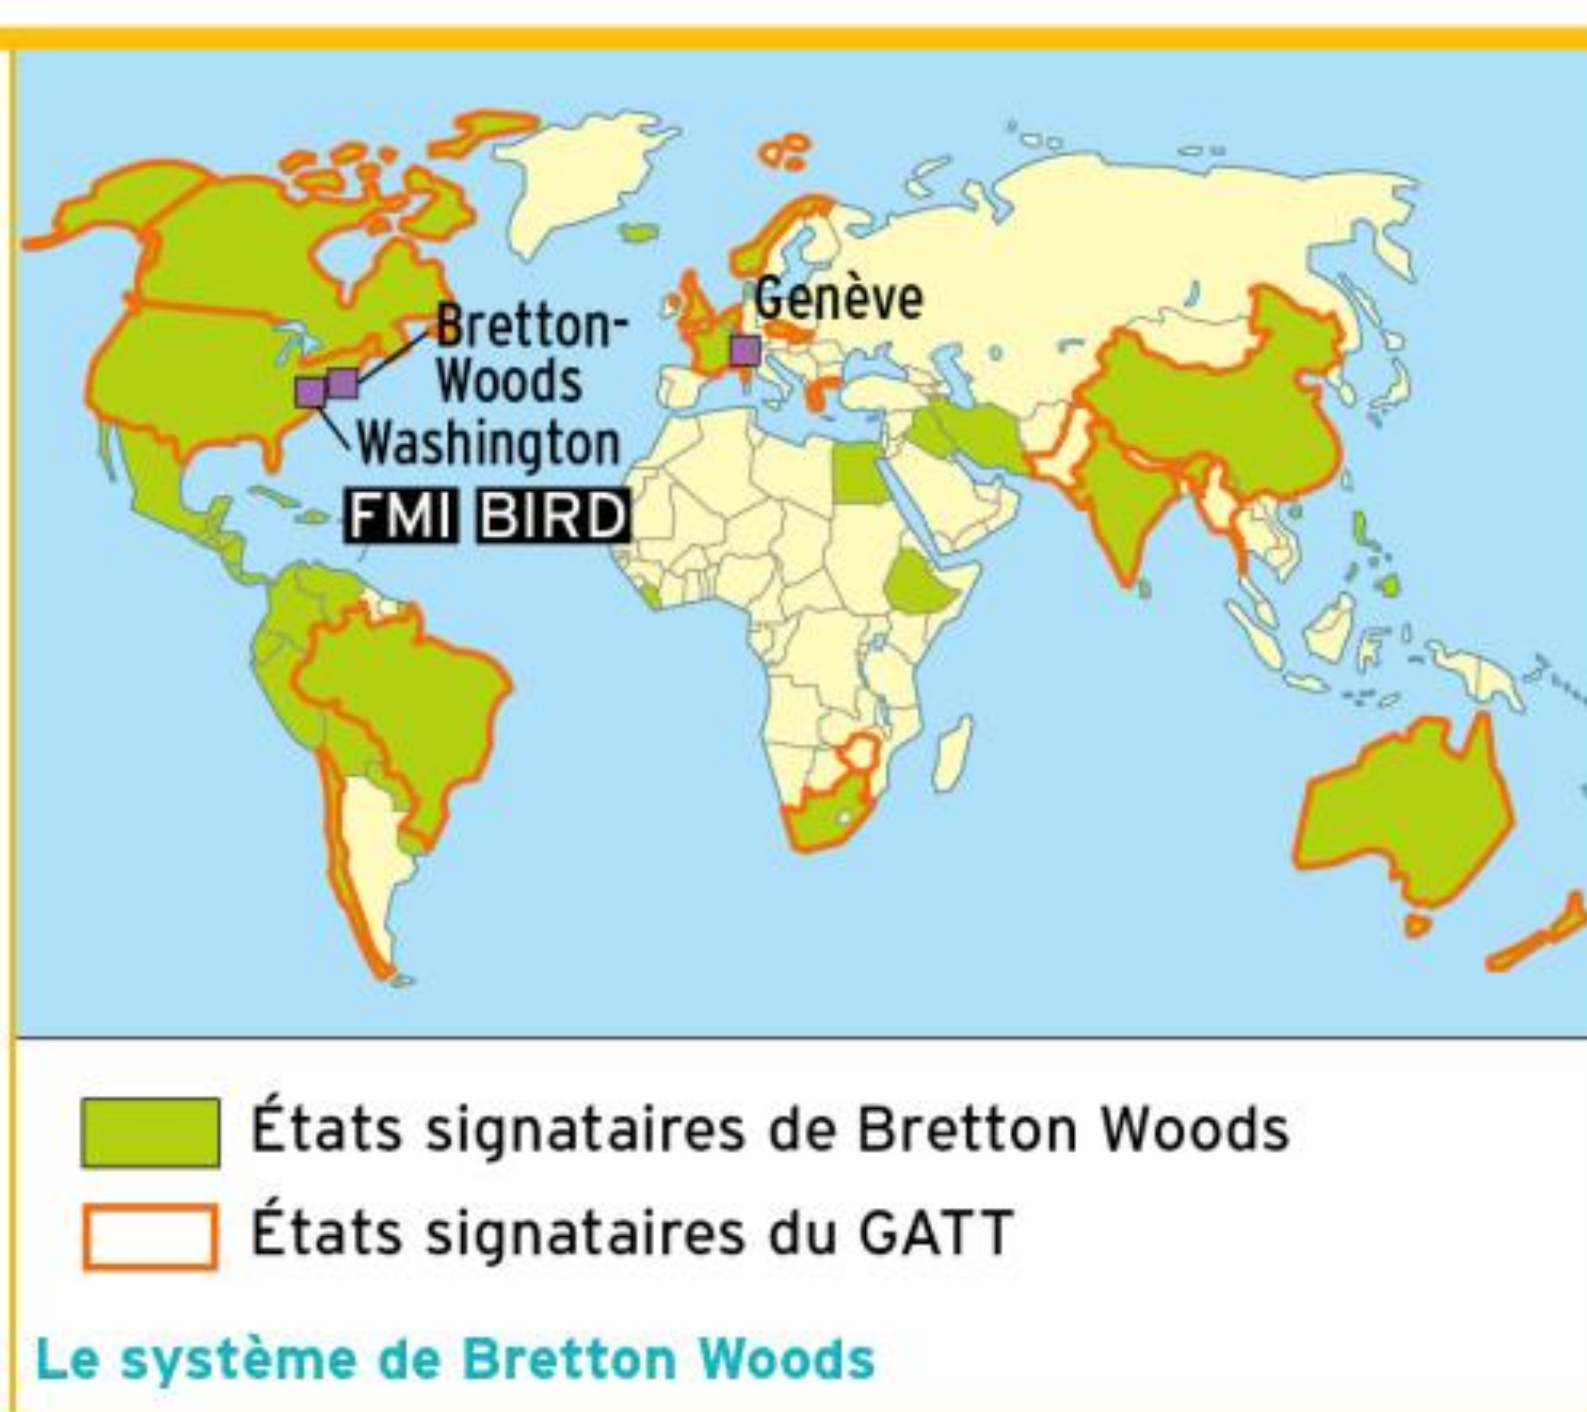 Genève
Bretton-
Woods
Washington
FMI BIRD
États signataires de Bretton Woods
États signataires du GATT
Le système de Bretton Woods